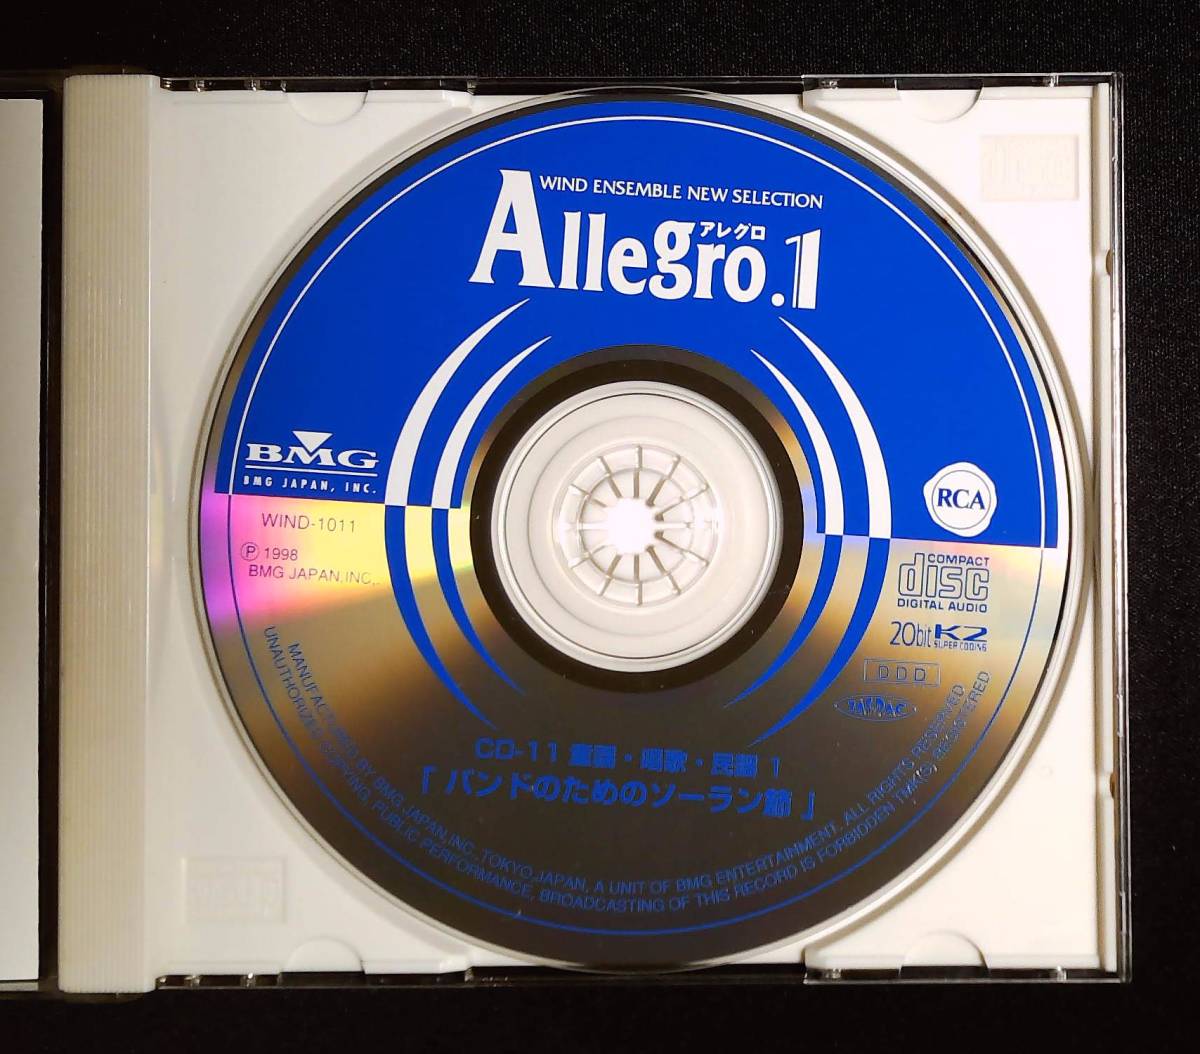 WIND ENSEMBLE NEW SELECTION
アレグロ
Allegro.1
BMG
BMG JAPAN, INC.
RCA
WIND-1011
Ⓟ 1998
BMG JAPAN, INC.
COMPACT
disc
DIGITAL AUDIO
20bit K2
SUPER CODING
DDD
JASRAC
CD-11 童謡・唱歌・民謡 1
「 バンドのためのソーラン節 」
MANUFACTURED BY BMG JAPAN, INC., TOKYO, JAPAN, A UNIT OF BMG ENTERTAINMENT, ALL RIGHTS RESERVED
UNAUTHORIZED COPYING, PUBLIC PERFORMANCE, BROADCASTING OF THIS RECORD IS FORBIDDEN TMK(S) REGISTERED